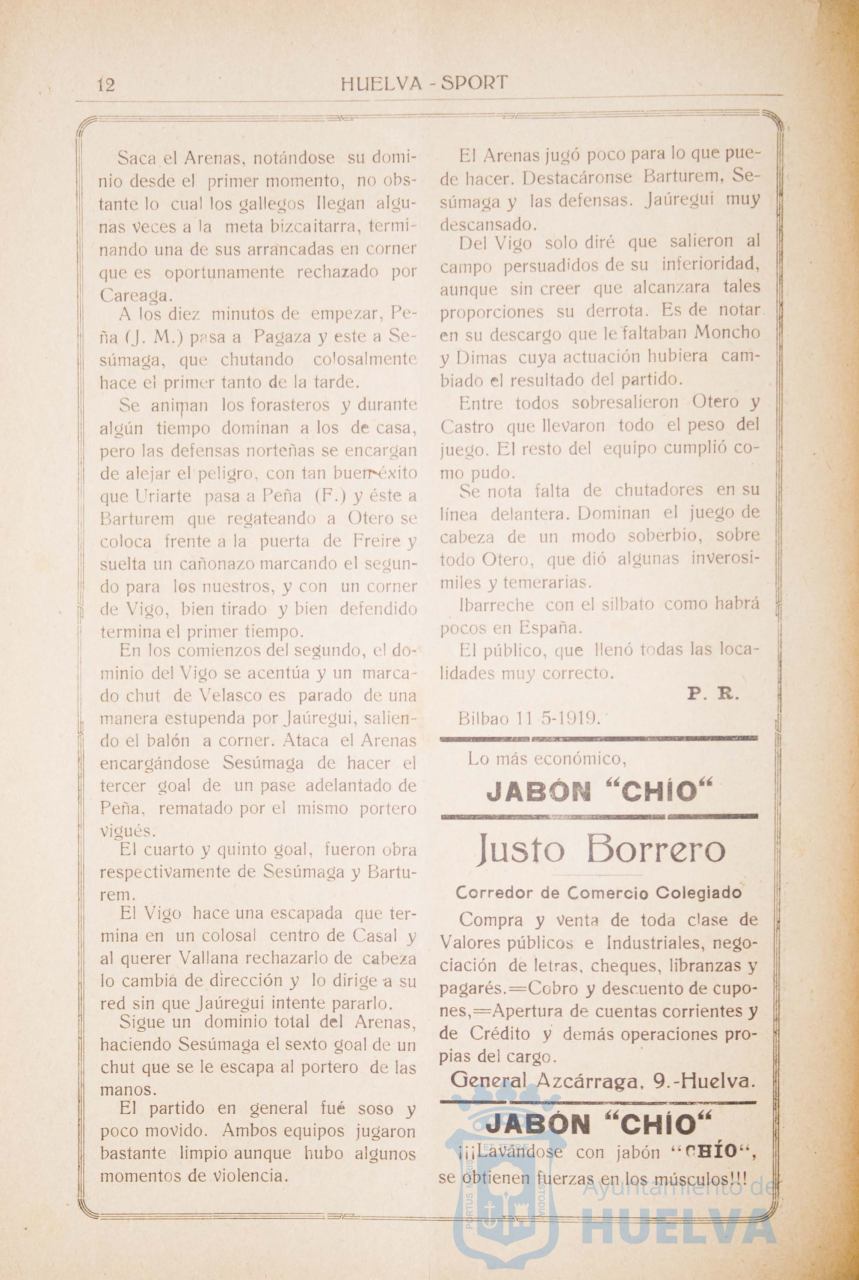 12
HUELVA - SPORT
Saca el Arenas, notándose su domi-
nio desde el primer momento, no obs-
tante lo cual los gallegos llegan algu-
nas veces a la meta bizcaitarra, termi-
nando una de sus arrancadas en corner
que es oportunamente rechazado por
Careaga.
A los diez minutos de empezar, Pe-
ña (J. M.) pasa a Pagaza y este a Se-
súmaga, que chutando colosalmente
hace el primer tanto de la tarde.
Se animan los forasteros y durante
algún tiempo dominan a los de casa,
pero las defensas norteñas se encargan
de alejar el peligro, con tan buen éxito
que Uriarte pasa a Peña (F.) y éste a
Barturem que regateando a Otero se
coloca frente a la puerta de Freire y
suelta un cañonazo marcando el segun-
do para los nuestros, y con un corner
de Vigo, bien tirado y bien defendido
termina el primer tiempo.
En los comienzos del segundo, el do-
minio del Vigo se acentúa y un marca-
do chut de Velasco es parado de una
manera estupenda por Jaúregui, salien-
do el balón a corner. Ataca el Arenas
encargándose Sesúmaga de hacer el
tercer goal de un pase adelantado de
Peña, rematado por el mismo portero
vigués.
El cuarto y quinto goal, fueron obra
respectivamente de Sesúmaga y Bartu-
rem.
El Vigo hace una escapada que ter-
mina en un colosal centro de Casal y
al querer Vallana rechazarlo de cabeza
lo cambia de dirección y lo dirige a su
red sin que Jaúregui intente pararlo.
Sigue un dominio total del Arenas,
haciendo Sesúmaga el sexto goal de un
chut que se le escapa al portero de las
manos.
El partido en general fué soso y
poco movido. Ambos equipos jugaron
bastante limpio aunque hubo algunos
momentos de violencia.
El Arenas jugó poco para lo que pue-
de hacer. Destacáronse Barturem, Se-
súmaga y las defensas. Jaúregui muy
descansado.
Del Vigo solo diré que salieron al
campo persuadidos de su inferioridad,
aunque sin creer que alcanzara tales
proporciones su derrota. Es de notar
en su descargo que le faltaban Moncho
y Dimas cuya actuación hubiera cam-
biado el resultado del partido.
Entre todos sobresalieron Otero y
Castro que llevaron todo el peso del
juego. El resto del equipo cumplió co-
mo pudo.
Se nota falta de chutadores en su
línea delantera. Dominan el juego de
cabeza de un modo soberbio, sobre
todo Otero, que dió algunas inverosi-
miles y temerarias.
Ibarreche con el silbato como habrá
pocos en España.
El público, que llenó todas las loca-
lidades muy correcto.
P. R.
Bilbao 11 5-1919.
Lo más económico,
JABÓN "CHÍO"
Justo Borrero
Corredor de Comercio Colegiado
Compra y venta de toda clase de
Valores públicos e Industriales, nego-
ciación de letras, cheques, libranzas y
pagarés.=Cobro y descuento de cupo-
nes,=Apertura de cuentas corrientes y
de Crédito y demás operaciones pro-
pias del cargo.
General Azcárraga, 9.-Huelva.
JABÓN "CHÍO"
¡¡¡Lavándose con jabón "CHÍO",
se obtienen fuerzas en los músculos!!!
Ayuntamiento de
HUELVA